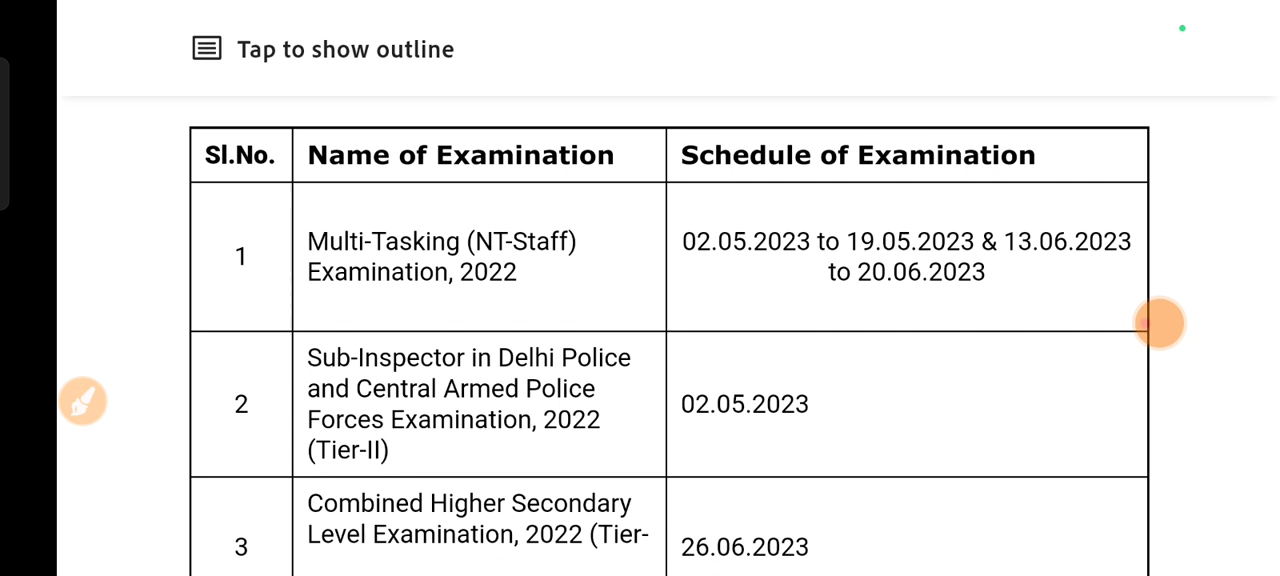 Tap to show outline
Sl.No. Name of Examination Schedule of Examination
1 Multi-Tasking (NT-Staff) Examination, 2022 02.05.2023 to 19.05.2023 & 13.06.2023 to 20.06.2023
2 Sub-Inspector in Delhi Police and Central Armed Police Forces Examination, 2022 (Tier-II) 02.05.2023
3 Combined Higher Secondary Level Examination, 2022 (Tier- 26.06.2023